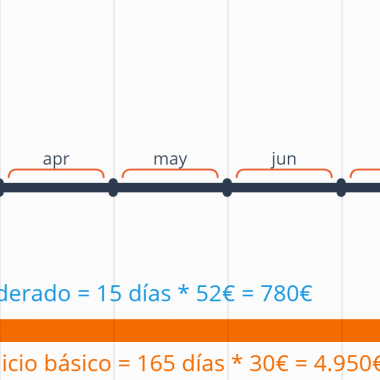 apr may jun
derado = 15 días * 52€ = 780€
icio básico = 165 días * 30€ = 4.950€